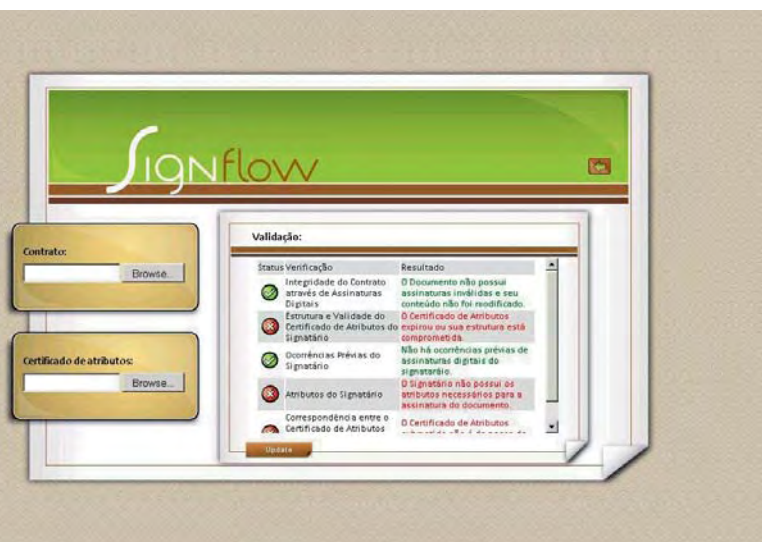 Signflow
Contrato:
Browse...
Certificado de atributos:
Browse...
Validação:
Status Verificação Resultado
Integridade do Contrato
através de Assinaturas
Digitais
O Documento não possui
assinaturas inválidas e seu
conteúdo não foi modificado.
Estrutura e Validade do
Certificado de Atributos do
Signatário
O Certificado de Atributos
expirou ou sua estrutura está
comprometida.
Ocorrências Prévias do
Signatário
Não há ocorrências prévias de
assinaturas digitais do
signataráio.
Atributos do Signatário
O Signatário não possui os
atributos necessários para a
assinatura do documento.
Correspondência entre o
Certificado de Atributos
O Certificado de Atributos
Update